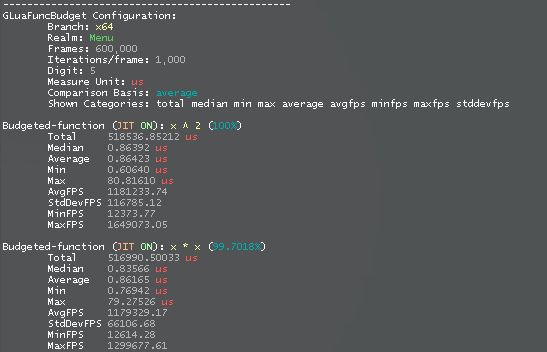 ------------------------------------------------
GLuaFuncBudget Configuration:
Branch: x64
Realm: Menu
Frames: 600,000
Iterations/frame: 1,000
Digit: 5
Measure Unit: us
Comparison Basis: average
Shown Categories: total median min max average avgfps minfps maxfps stddevfps
Budgeted-function (JIT ON): x ^ 2 (100%)
Total 518536.85212 us
Median 0.86392 us
Average 0.86423 us
Min 0.60640 us
Max 80.81610 us
AvgFPS 1181233.74
StdDevFPS 116785.12
MinFPS 12373.77
MaxFPS 1649073.05
Budgeted-function (JIT ON): x * x (99.7018%)
Total 516990.50033 us
Median 0.83566 us
Average 0.86165 us
Min 0.76942 us
Max 79.27526 us
AvgFPS 1179329.17
StdDevFPS 66106.68
MinFPS 12614.28
MaxFPS 1299677.61